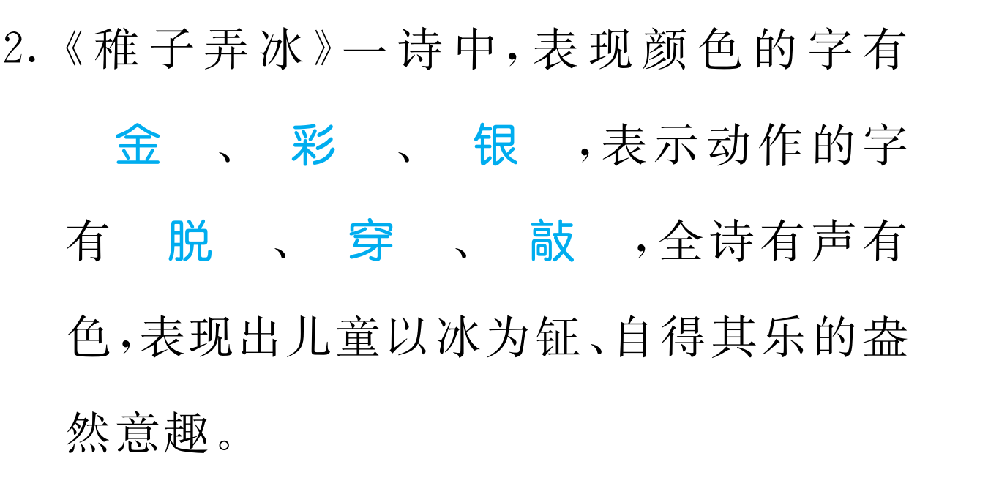 2.《稚子弄冰》一诗中,表现颜色的字有
金、彩、银,表示动作的字
有脱、穿、敲,全诗有声有
色,表现出儿童以冰为钲、自得其乐的盎
然意趣。